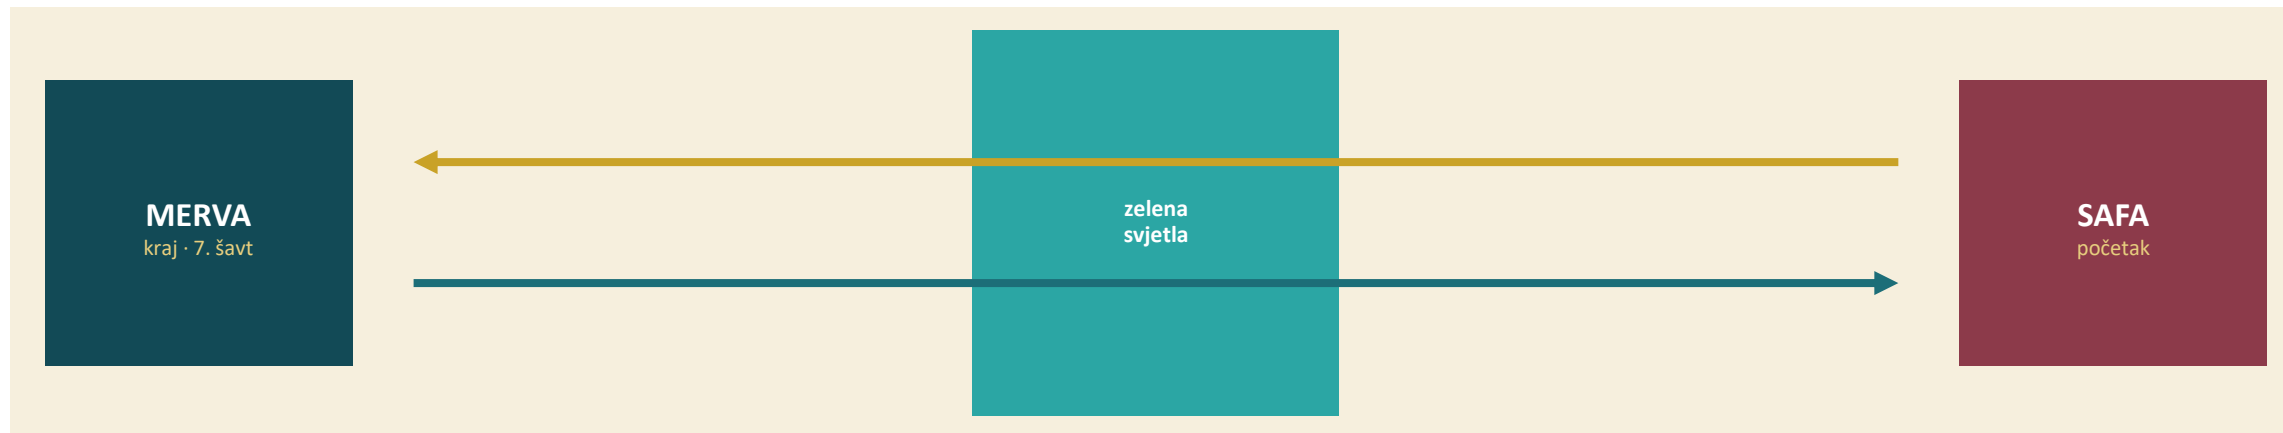 MERVA
kraj · 7. šavt
zelena
svjetla
SAFA
početak